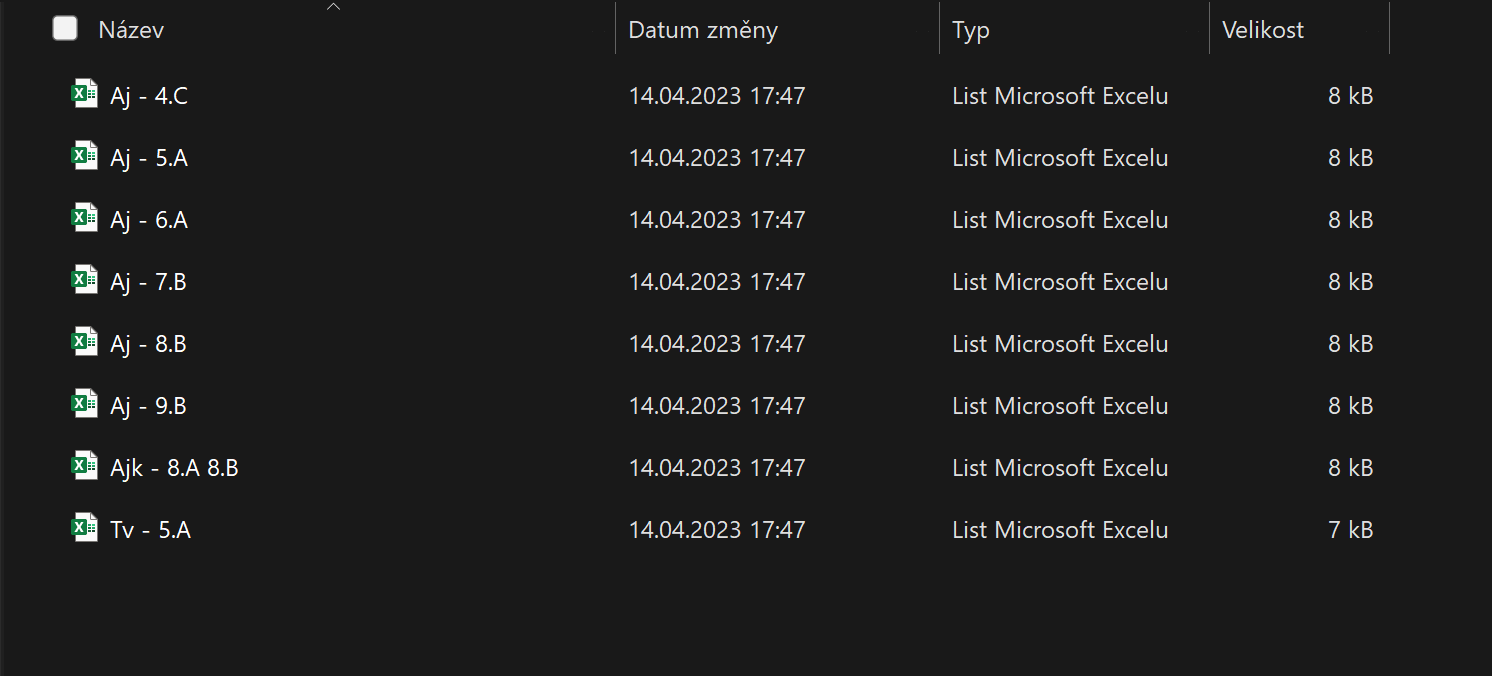 Název Datum změny Typ Velikost
Aj - 4.C 14.04.2023 17:47 List Microsoft Excelu 8 kB
Aj - 5.A 14.04.2023 17:47 List Microsoft Excelu 8 kB
Aj - 6.A 14.04.2023 17:47 List Microsoft Excelu 8 kB
Aj - 7.B 14.04.2023 17:47 List Microsoft Excelu 8 kB
Aj - 8.B 14.04.2023 17:47 List Microsoft Excelu 8 kB
Aj - 9.B 14.04.2023 17:47 List Microsoft Excelu 8 kB
Ajk - 8.A 8.B 14.04.2023 17:47 List Microsoft Excelu 8 kB
Tv - 5.A 14.04.2023 17:47 List Microsoft Excelu 7 kB